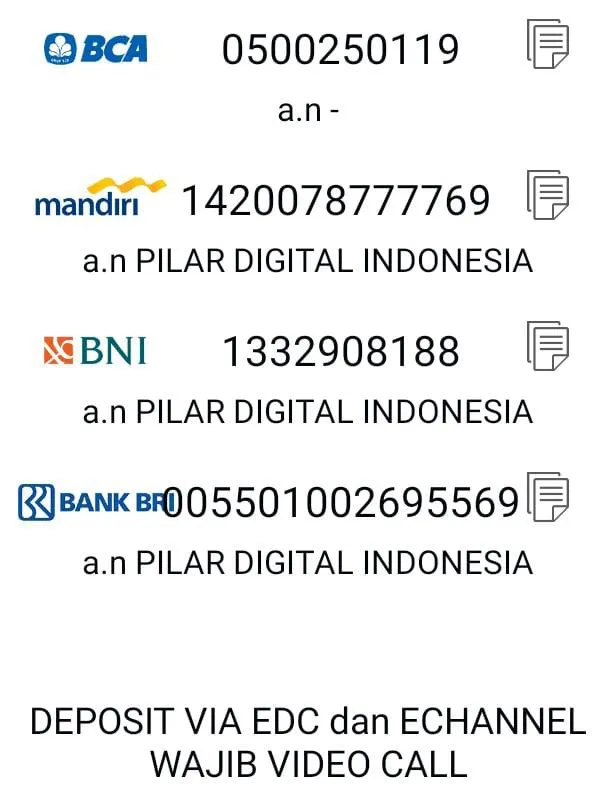 BCA 0500250119
a.n -
mandiri 1420078777769
a.n PILAR DIGITAL INDONESIA
BNI 1332908188
a.n PILAR DIGITAL INDONESIA
BANK BRI 005501002695569
a.n PILAR DIGITAL INDONESIA
DEPOSIT VIA EDC dan ECHANNEL
WAJIB VIDEO CALL